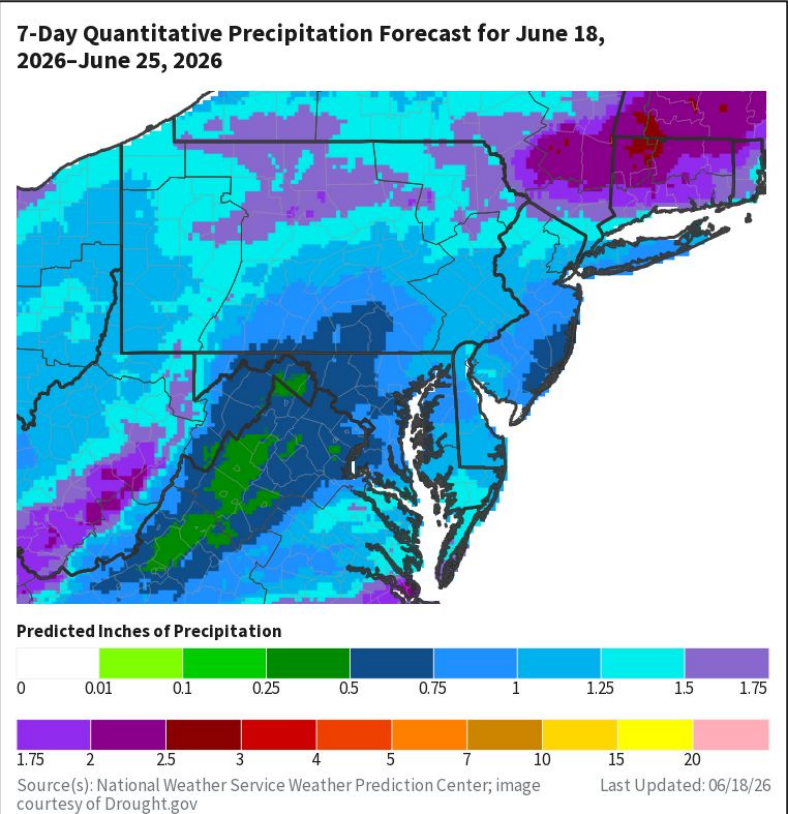 7-Day Quantitative Precipitation Forecast for June 18,
2026–June 25, 2026
Predicted Inches of Precipitation
0 0.01 0.1 0.25 0.5 0.75 1 1.25 1.5 1.75
1.75 2 2.5 3 4 5 7 10 15 20
Source(s): National Weather Service Weather Prediction Center; image Last Updated: 06/18/26
courtesy of Drought.gov